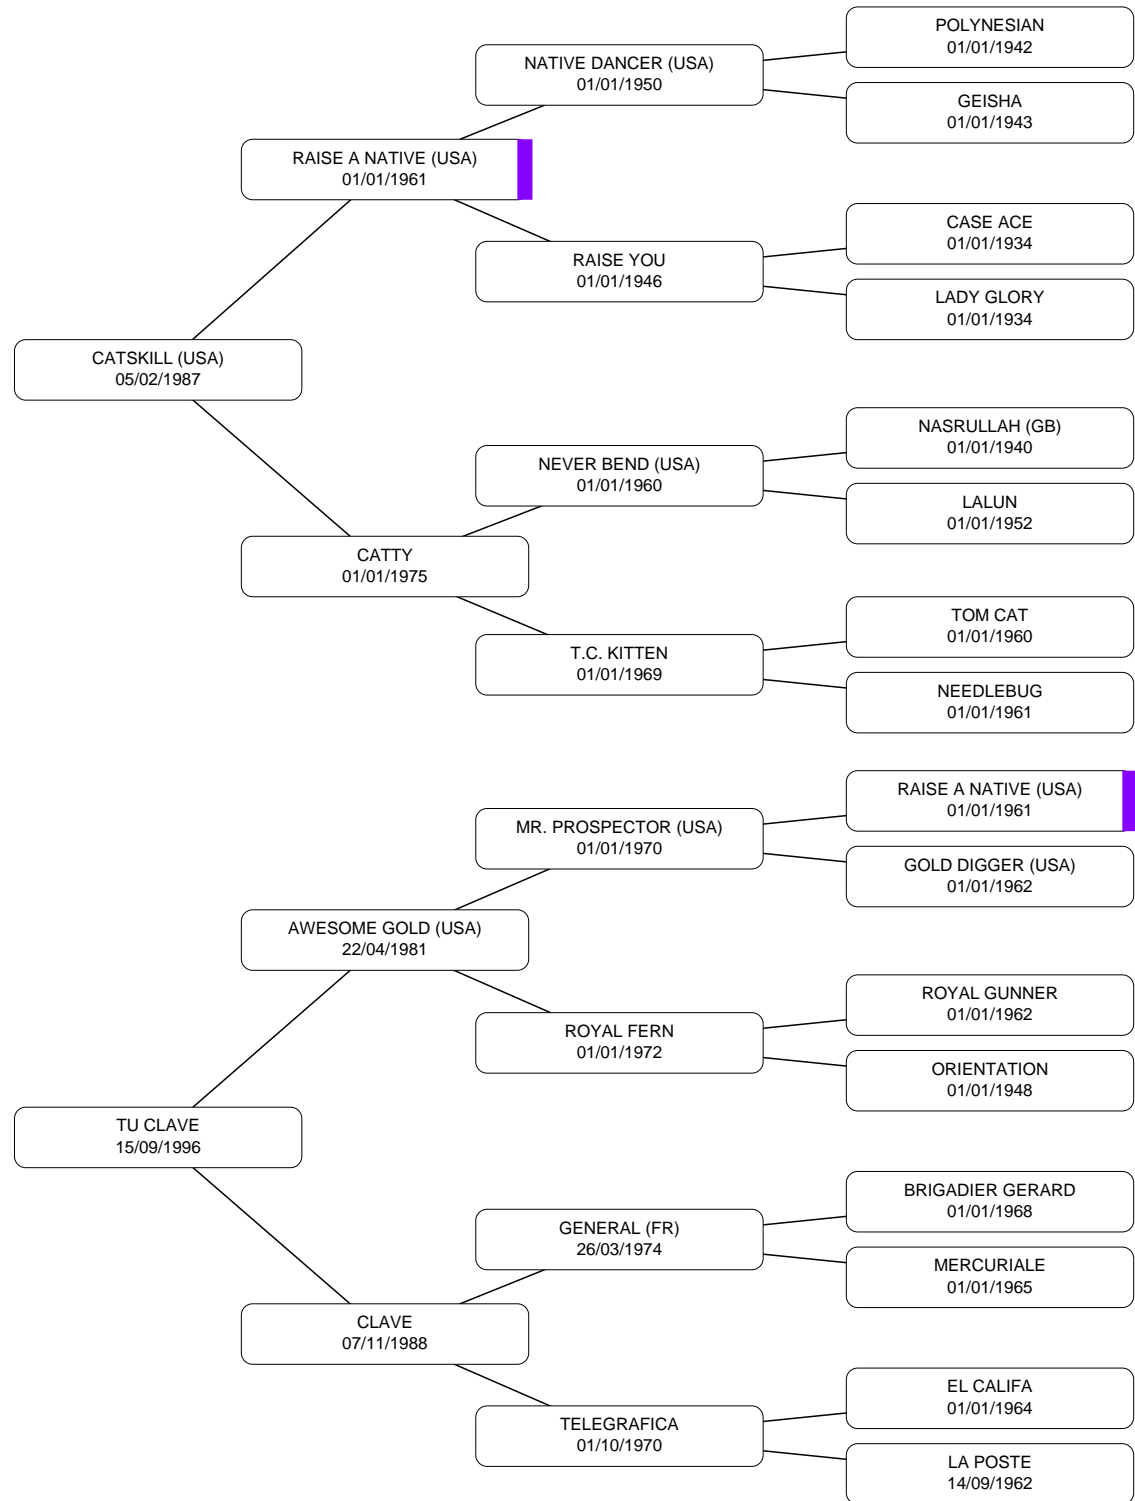 POLYNESIAN
01/01/1942
NATIVE DANCER (USA)
01/01/1950
GEISHA
01/01/1943
RAISE A NATIVE (USA)
01/01/1961
CASE ACE
01/01/1934
RAISE YOU
01/01/1946
LADY GLORY
01/01/1934
CATSKILL (USA)
05/02/1987
NASRULLAH (GB)
01/01/1940
NEVER BEND (USA)
01/01/1960
LALUN
01/01/1952
CATTY
01/01/1975
TOM CAT
01/01/1960
T.C. KITTEN
01/01/1969
NEEDLEBUG
01/01/1961
RAISE A NATIVE (USA)
01/01/1961
MR. PROSPECTOR (USA)
01/01/1970
GOLD DIGGER (USA)
01/01/1962
AWESOME GOLD (USA)
22/04/1981
ROYAL GUNNER
01/01/1962
ROYAL FERN
01/01/1972
ORIENTATION
01/01/1948
TU CLAVE
15/09/1996
BRIGADIER GERARD
01/01/1968
GENERAL (FR)
26/03/1974
MERCURIALE
01/01/1965
CLAVE
07/11/1988
EL CALIFA
01/01/1964
TELEGRAFICA
01/10/1970
LA POSTE
14/09/1962